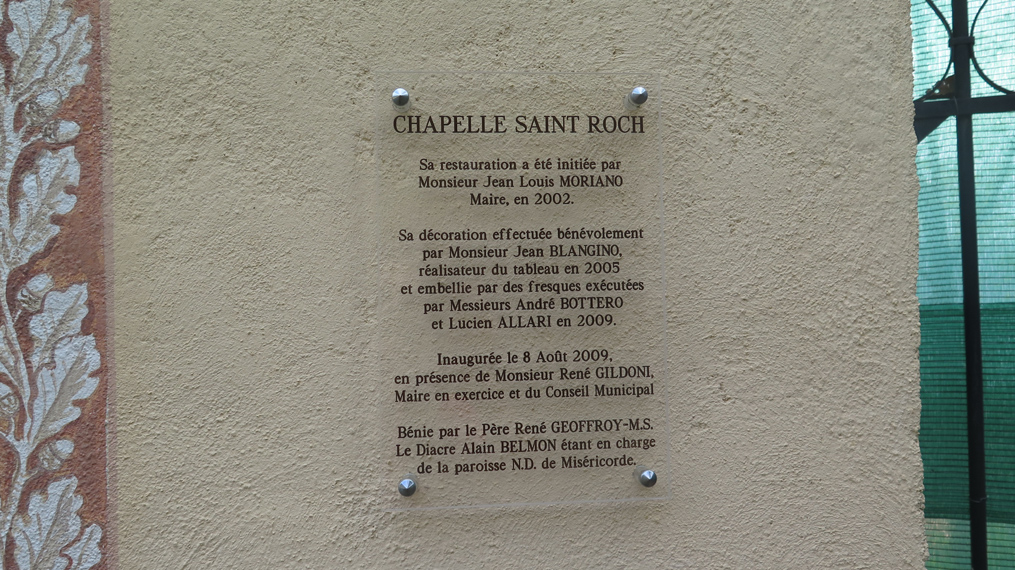 CHAPELLE SAINT ROCH
Sa restauration a été initiée par
Monsieur Jean Louis MORIANO
Maire, en 2002.
Sa décoration effectuée bénévolement
par Monsieur Jean BLANGINO,
réalisateur du tableau en 2005
et embellie par des fresques exécutées
par Messieurs André BOTTERO
et Lucien ALLARI en 2009.
Inaugurée le 8 Août 2009,
en présence de Monsieur René GILDONI,
Maire en exercice et du Conseil Municipal
Bénie par le Père René GEOFFROY-M.S.
Le Diacre Alain BELMON étant en charge
de la paroisse N.D. de Miséricorde.